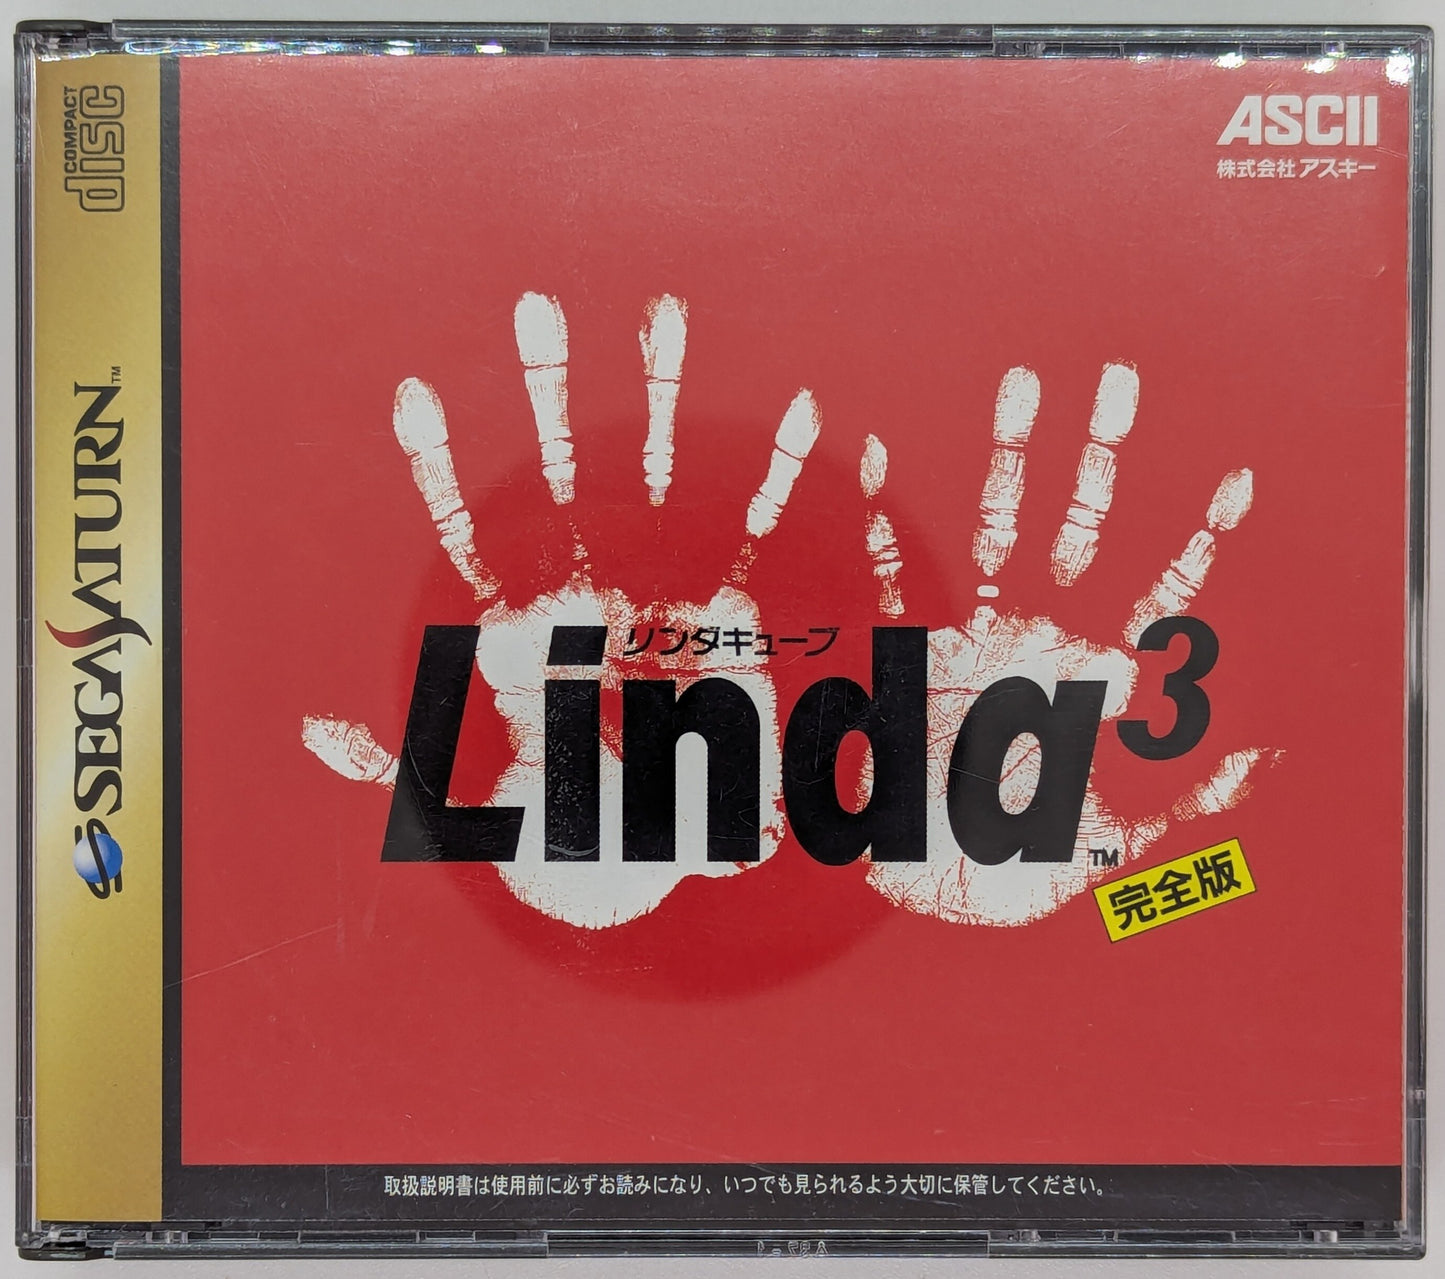 COMPACT
disc
SEGA SATURN™
ASCII
株式会社アスキー
リンダキューブ
Linda³™
完全版
取扱説明書は使用前に必ずお読みになり、いつでも見られるよう大切に保管してください。